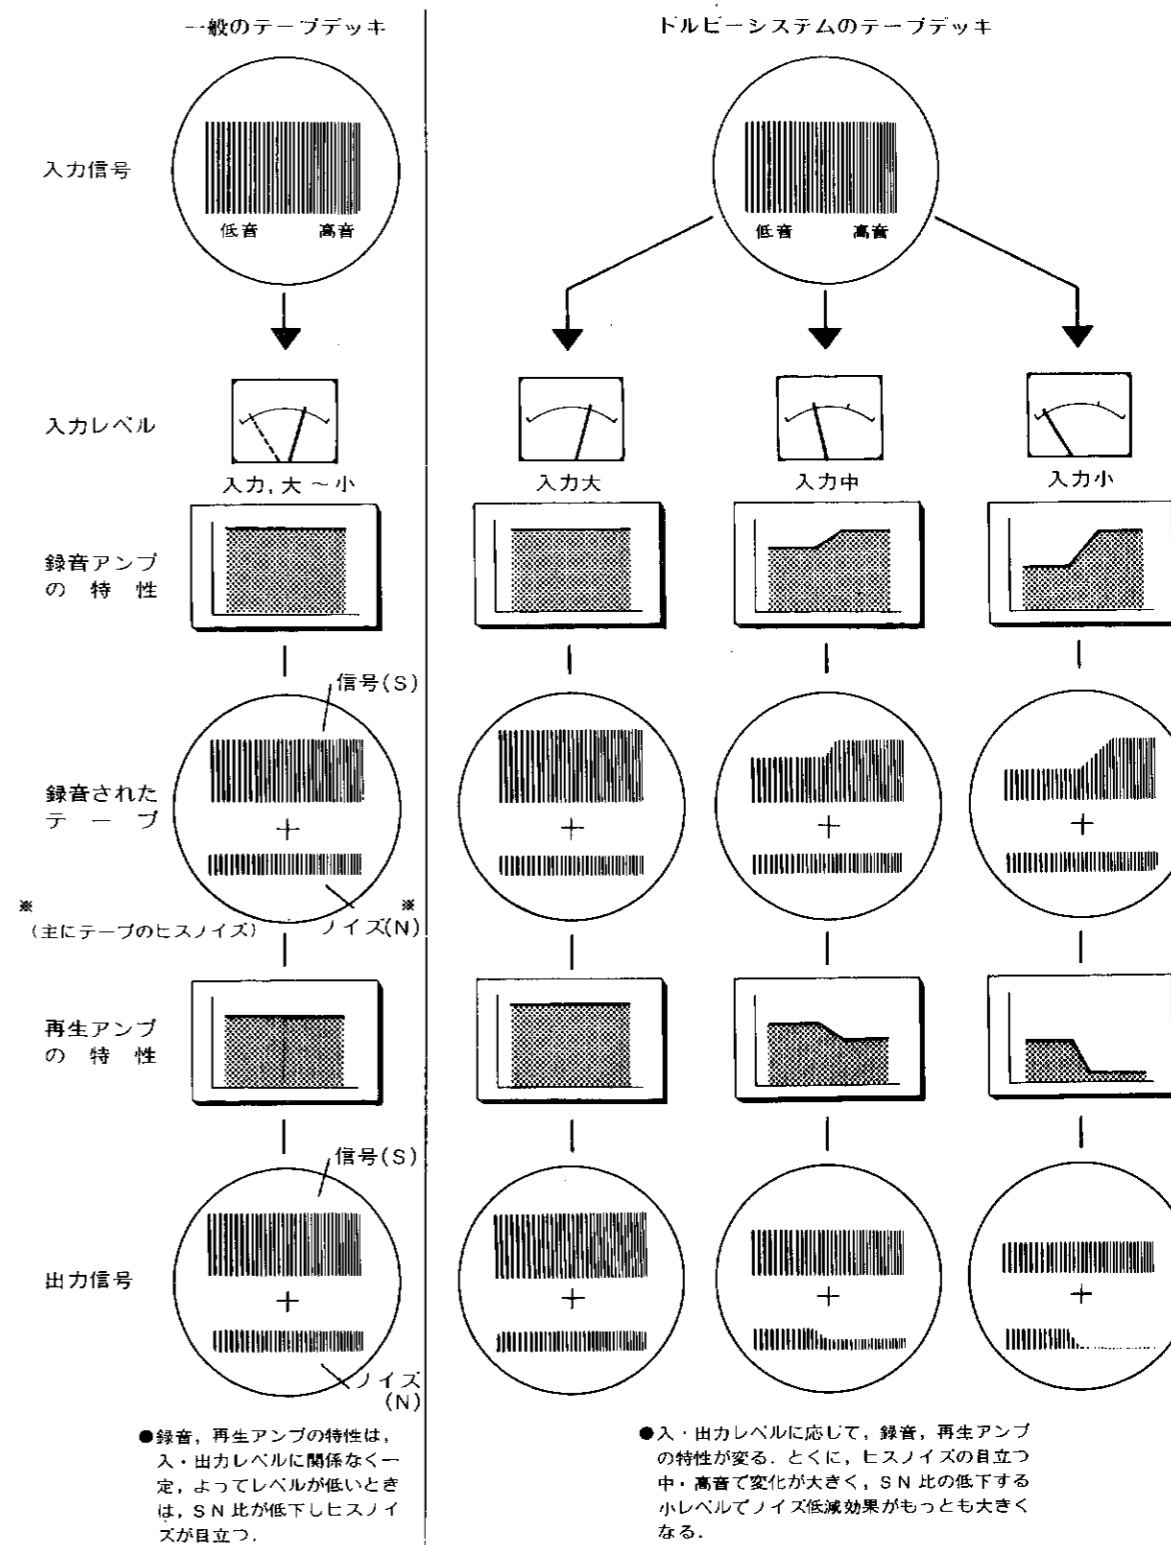 一般のテープデッキ
ドルビーシステムのテープデッキ
入力信号
低音 高音
低音 高音
入力レベル
入力, 大 〜 小
入力大
入力中
入力小
録音アンプ
の特性
信号(S)
録音された
テープ
※
(主にテープのヒスノイズ)
※
ノイズ(N)
再生アンプ
の特性
信号(S)
出力信号
ノイズ
(N)
●録音，再生アンプの特性は，
入・出力レベルに関係なく一
定，よってレベルが低いとき
は，SN比が低下しヒスノイ
ズが目立つ．
●入・出力レベルに応じて，録音，再生アンプ
の特性が変る．とくに，ヒスノイズの目立つ
中・高音で変化が大きく，SN比の低下する
小レベルでノイズ低減効果がもっとも大きく
なる．